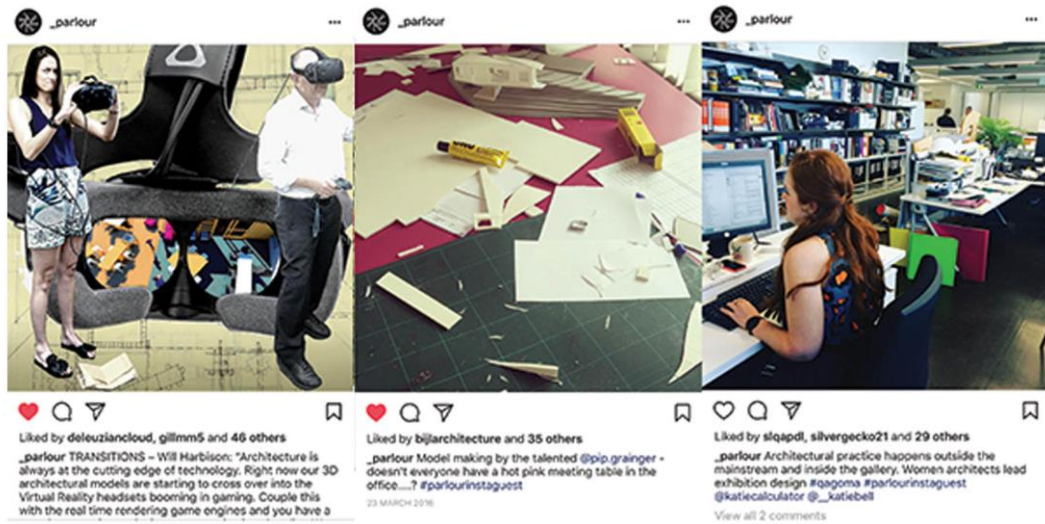 _parlour
Liked by deleuziancloud, gillmm5 and 46 others
_parlour TRANSITIONS – Will Harbison: "Architecture is
always at the cutting edge of technology. Right now our 3D
architectural models are starting to cross over into the
Virtual Reality headsets booming in gaming. Couple this
with the real time rendering game engines and you have a
_parlour
UHU
Liked by bijlarchitecture and 35 others
_parlour Model making by the talented @pip.grainger -
doesn't everyone have a hot pink meeting table in the
office.....? #parlourinstaguest
23 MARCH 2016
_parlour
Liked by slqapdl, silvergecko21 and 29 others
_parlour Architectural practice happens outside the
mainstream and inside the gallery. Women architects lead
exhibition design #qagoma #parlourinstaguest
@katiecalculator @__katiebell
View all 2 comments